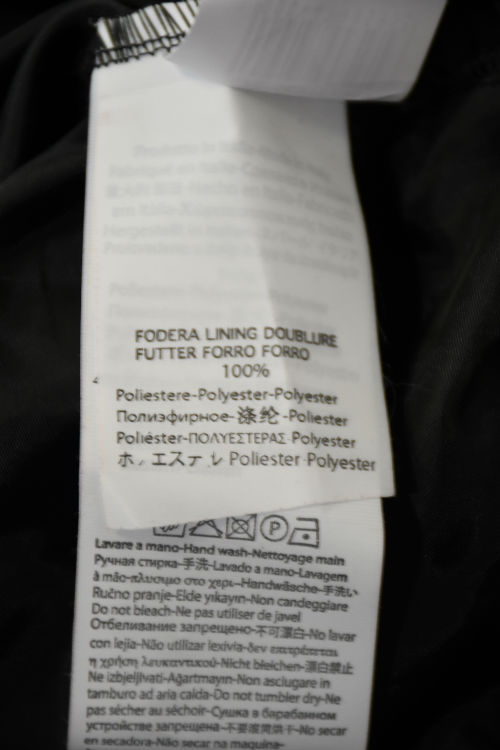 FODERA LINING DOUBLURE
FUTTER FORRO FORRO
100%
Poliestere-Polyester-Polyester
Полиэфирное-涤纶-Poliester
Poliéster-ΠΟΛΥΕΣΤΕΡΑΣ Polyester
エステル Poliester Polyester
P
Lavare a mano-Hand wash-Nettoyage main
Ручная стирка-手洗-Lavado a mano-Lavagem
à mão-πλυσιμο στο χερι-Handwäsche-手洗い
Ručno pranje-Elde yıkayın-Non candeggiare
Do not bleach-Ne pas utiliser de javel
Отбеливание запрещено-不可漂白-No lavar
con lejía-Não utilizar lexívia-δεν επιτρέπεται
η χρήση λευκαντικού-Nicht bleichen-漂白禁止
Ne izbjeljivati-Ağartmayın-Non asciugare in
tamburo ad aria calda-Do not tumbler dry-Ne
pas sécher au séchoir-Сушка в барабанном
устройстве запрещена-不要滚筒烘干-No secar
en secadora-Não secar na maquina-